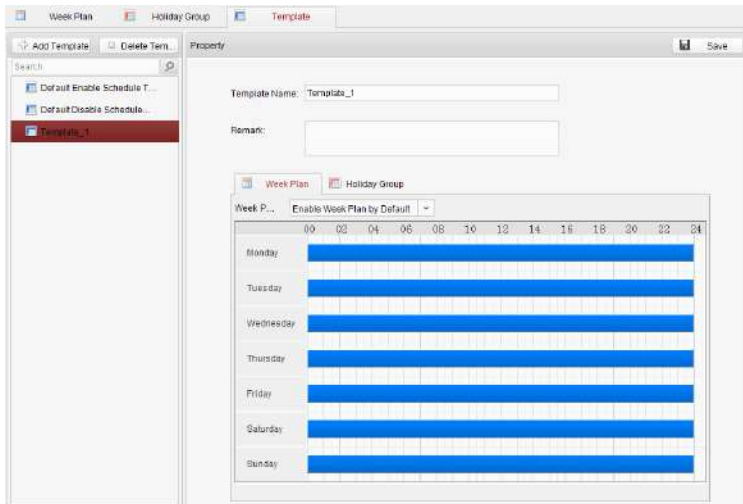 Week Plan Holiday Group Template
Add Template Delete Tem... Property Save
Search...
Default Enable Schedule T...
Default Disable Schedule...
Template_1
Template Name: Template_1
Remark:
Week Plan Holiday Group
Week P... Enable Week Plan by Default
00 02 04 06 08 10 12 14 16 18 20 22 24
Monday
Tuesday
Wednesday
Thursday
Friday
Saturday
Sunday